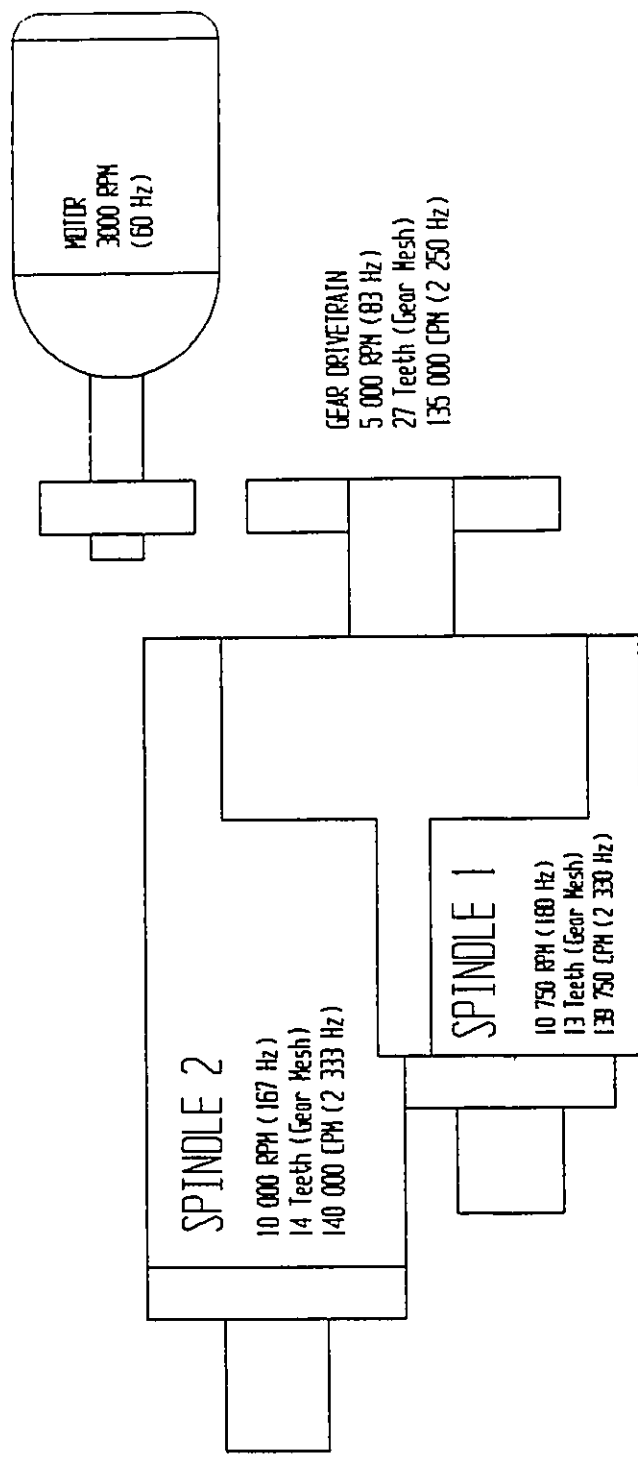 MOTOR
3000 RPM
(60 Hz)
GEAR DRIVETRAIN
5 000 RPM (83 Hz)
27 Teeth (Gear Mesh)
135 000 CPM (2 250 Hz)
SPINDLE 2
10 000 RPM (167 Hz)
14 Teeth (Gear Mesh)
140 000 CPM (2 333 Hz)
SPINDLE 1
10 750 RPM (180 Hz)
13 Teeth (Gear Mesh)
139 750 CPM (2 330 Hz)